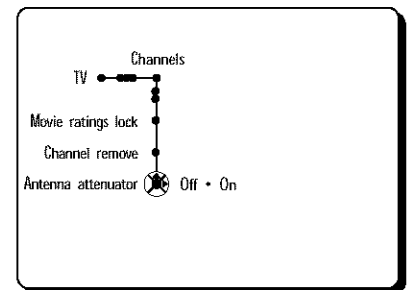 Channels
TV
Movie ratings lock
Channel remove
Antenna attenuator Off • On